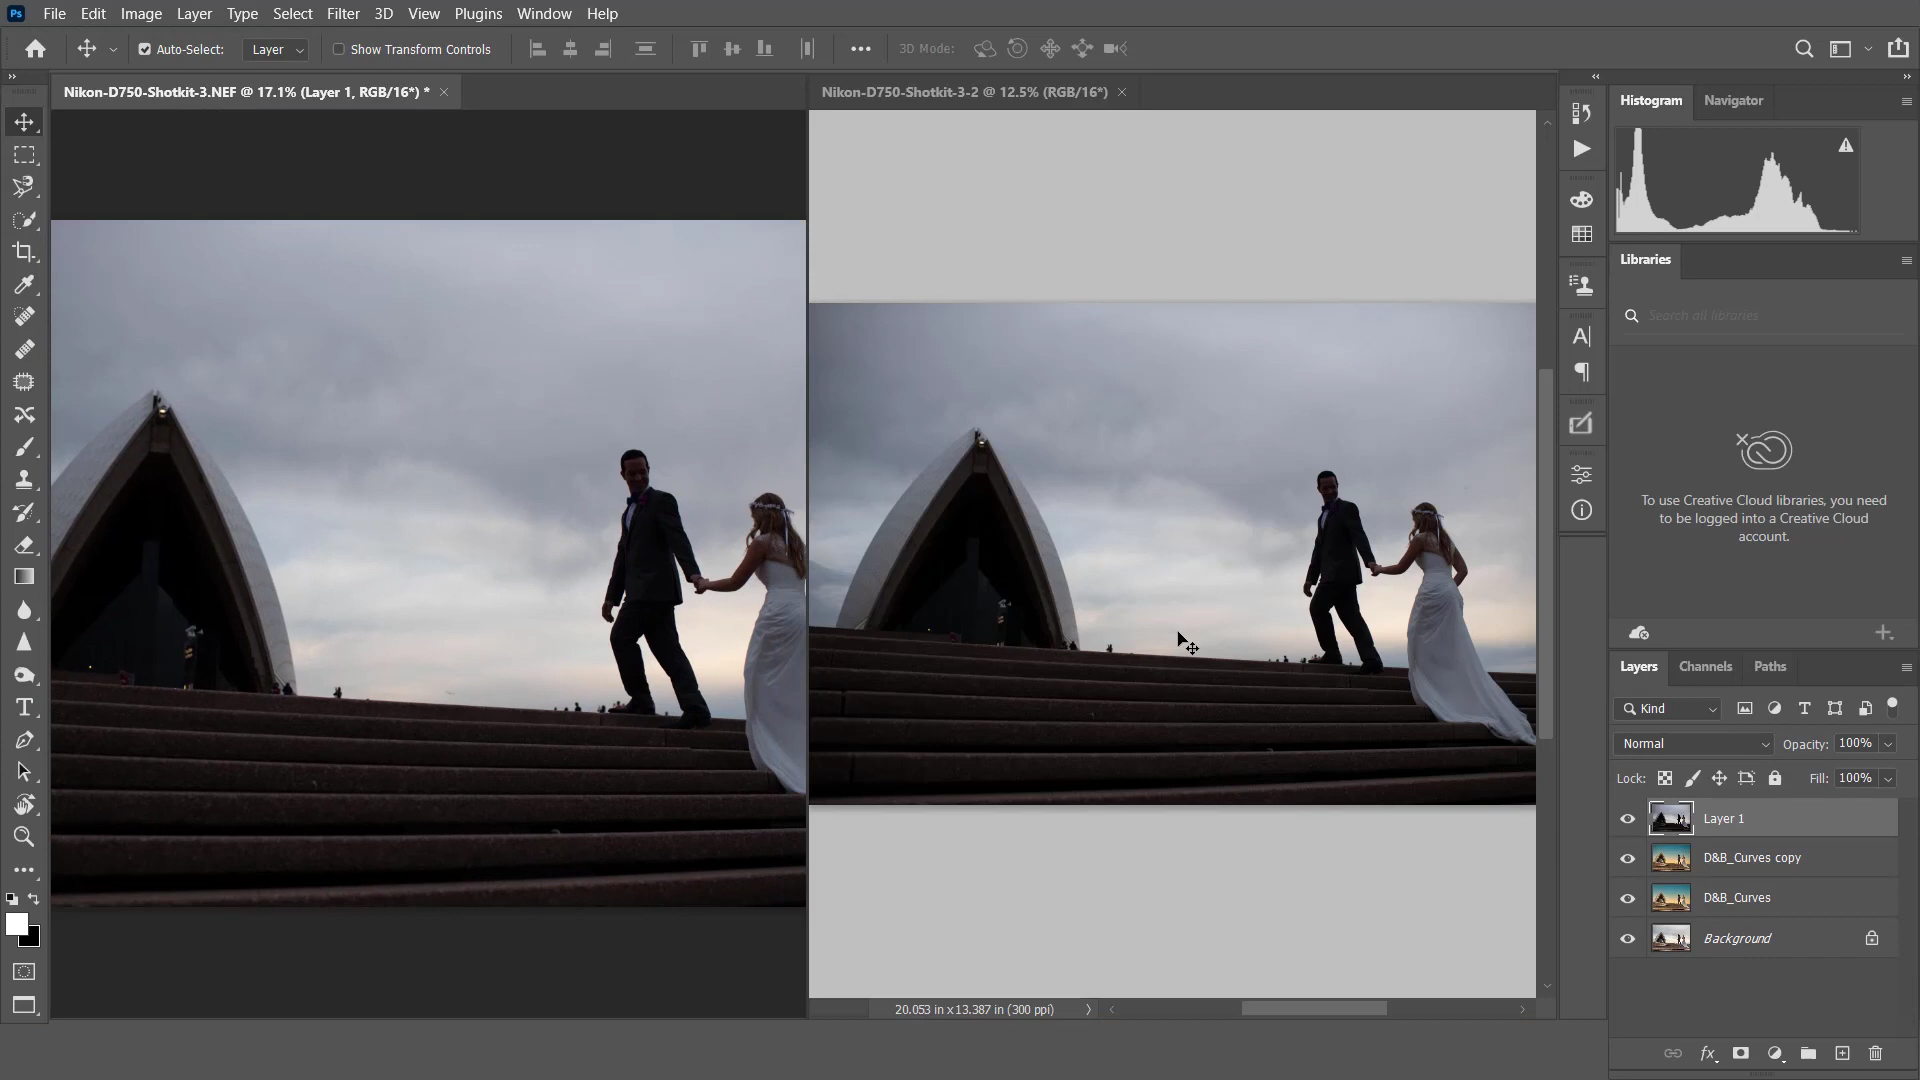 Ps File Edit Image Layer Type Select Filter 3D View Plugins Window Help
Auto-Select: Layer Show Transform Controls 3D Mode:
Nikon-D750-Shotkit-3.NEF @ 17.1% (Layer 1, RGB/16*) *
Nikon-D750-Shotkit-3-2 @ 12.5% (RGB/16*)
Histogram Navigator
Libraries
Search all libraries
To use Creative Cloud libraries, you need
to be logged into a Creative Cloud
account.
Layers Channels Paths
Kind
Normal Opacity: 100%
Lock: Fill: 100%
Layer 1
D&B_Curves copy
D&B_Curves
Background
20.053 in x 13.387 in (300 ppi)